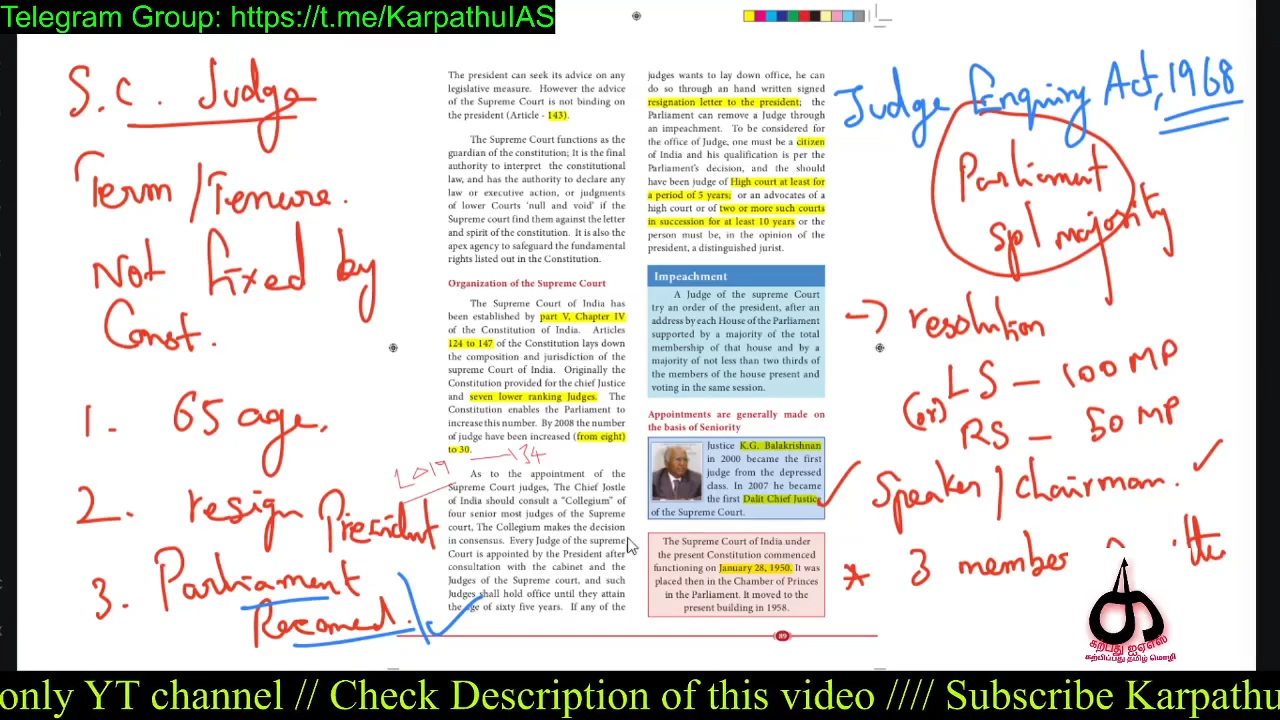 Telegram Group: https://t.me/KarpathuIAS
S.C. Judge
Term / Tenure.
Not fixed by
Const.
1. 65 age.
2. resign President
3. Parliament
Recomed.
The president can seek its advice on any
legislative measure. However the advice
of the Supreme Court is not binding on
the president (Article - 143).
The Supreme Court functions as the
guardian of the constitution; It is the final
authority to interpret the constitutional
law, and has the authority to declare any
law or executive action, or judgments
of lower Courts 'null and void' if the
Supreme court find them against the letter
and spirit of the constitution. It is also the
apex agency to safeguard the fundamental
rights listed out in the Constitution.
Organization of the Supreme Court
The Supreme Court of India has
been established by part V, Chapter IV
of the Constitution of India. Articles
124 to 147 of the Constitution lays down
the composition and jurisdiction of the
supreme Court of India. Originally the
Constitution provided for the chief Justice
and seven lower ranking Judges. The
Constitution enables the Parliament to
increase this number. By 2008 the number
of judge have been increased (from eight)
to 30.
2019
34
As to the appointment of the
Supreme Court judges, The Chief Jostle
of India should consult a "Collegium" of
four senior most judges of the Supreme
court, The Collegium makes the decision
in consensus. Every Judge of the supreme
Court is appointed by the President after
consultation with the cabinet and the
Judges of the Supreme court, and such
Judges shall hold office until they attain
the age of sixty five years. If any of the
judges wants to lay down office, he can
do so through an hand written signed
resignation letter to the president; the
Parliament can remove a Judge through
an impeachment. To be considered for
the office of Judge, one must be a citizen
of India and his qualification is per the
Parliament's decision, and the should
have been judge of High court at least for
a period of 5 years; or an advocates of a
high court or of two or more such courts
in succession for at least 10 years or the
person must be, in the opinion of the
president, a distinguished jurist.
Impeachment
A Judge of the supreme Court
try an order of the president, after an
address by each House of the Parliament
supported by a majority of the total
membership of that house and by a
majority of not less than two thirds of
the members of the house present and
voting in the same session.
Appointments are generally made on
the basis of Seniority
Justice K.G. Balakrishnan
in 2000 became the first
judge from the depressed
class. In 2007 he became
the first Dalit Chief Justice
of the Supreme Court.
The Supreme Court of India under
the present Constitution commenced
functioning on January 28, 1950. It was
placed then in the Chamber of Princes
in the Parliament. It moved to the
present building in 1958.
89
Judge Enquiry Act, 1968
Parliament
spl majority
→ resolution
LS - 100 MP
(or)
RS - 50 MP
Speaker / Chairman.
* 3 member
கற்பது ஐஏஎஸ்
கற்பிப்பது தமிழ் மொழி
only YT channel // Check Description of this video //// Subscribe Karpathu